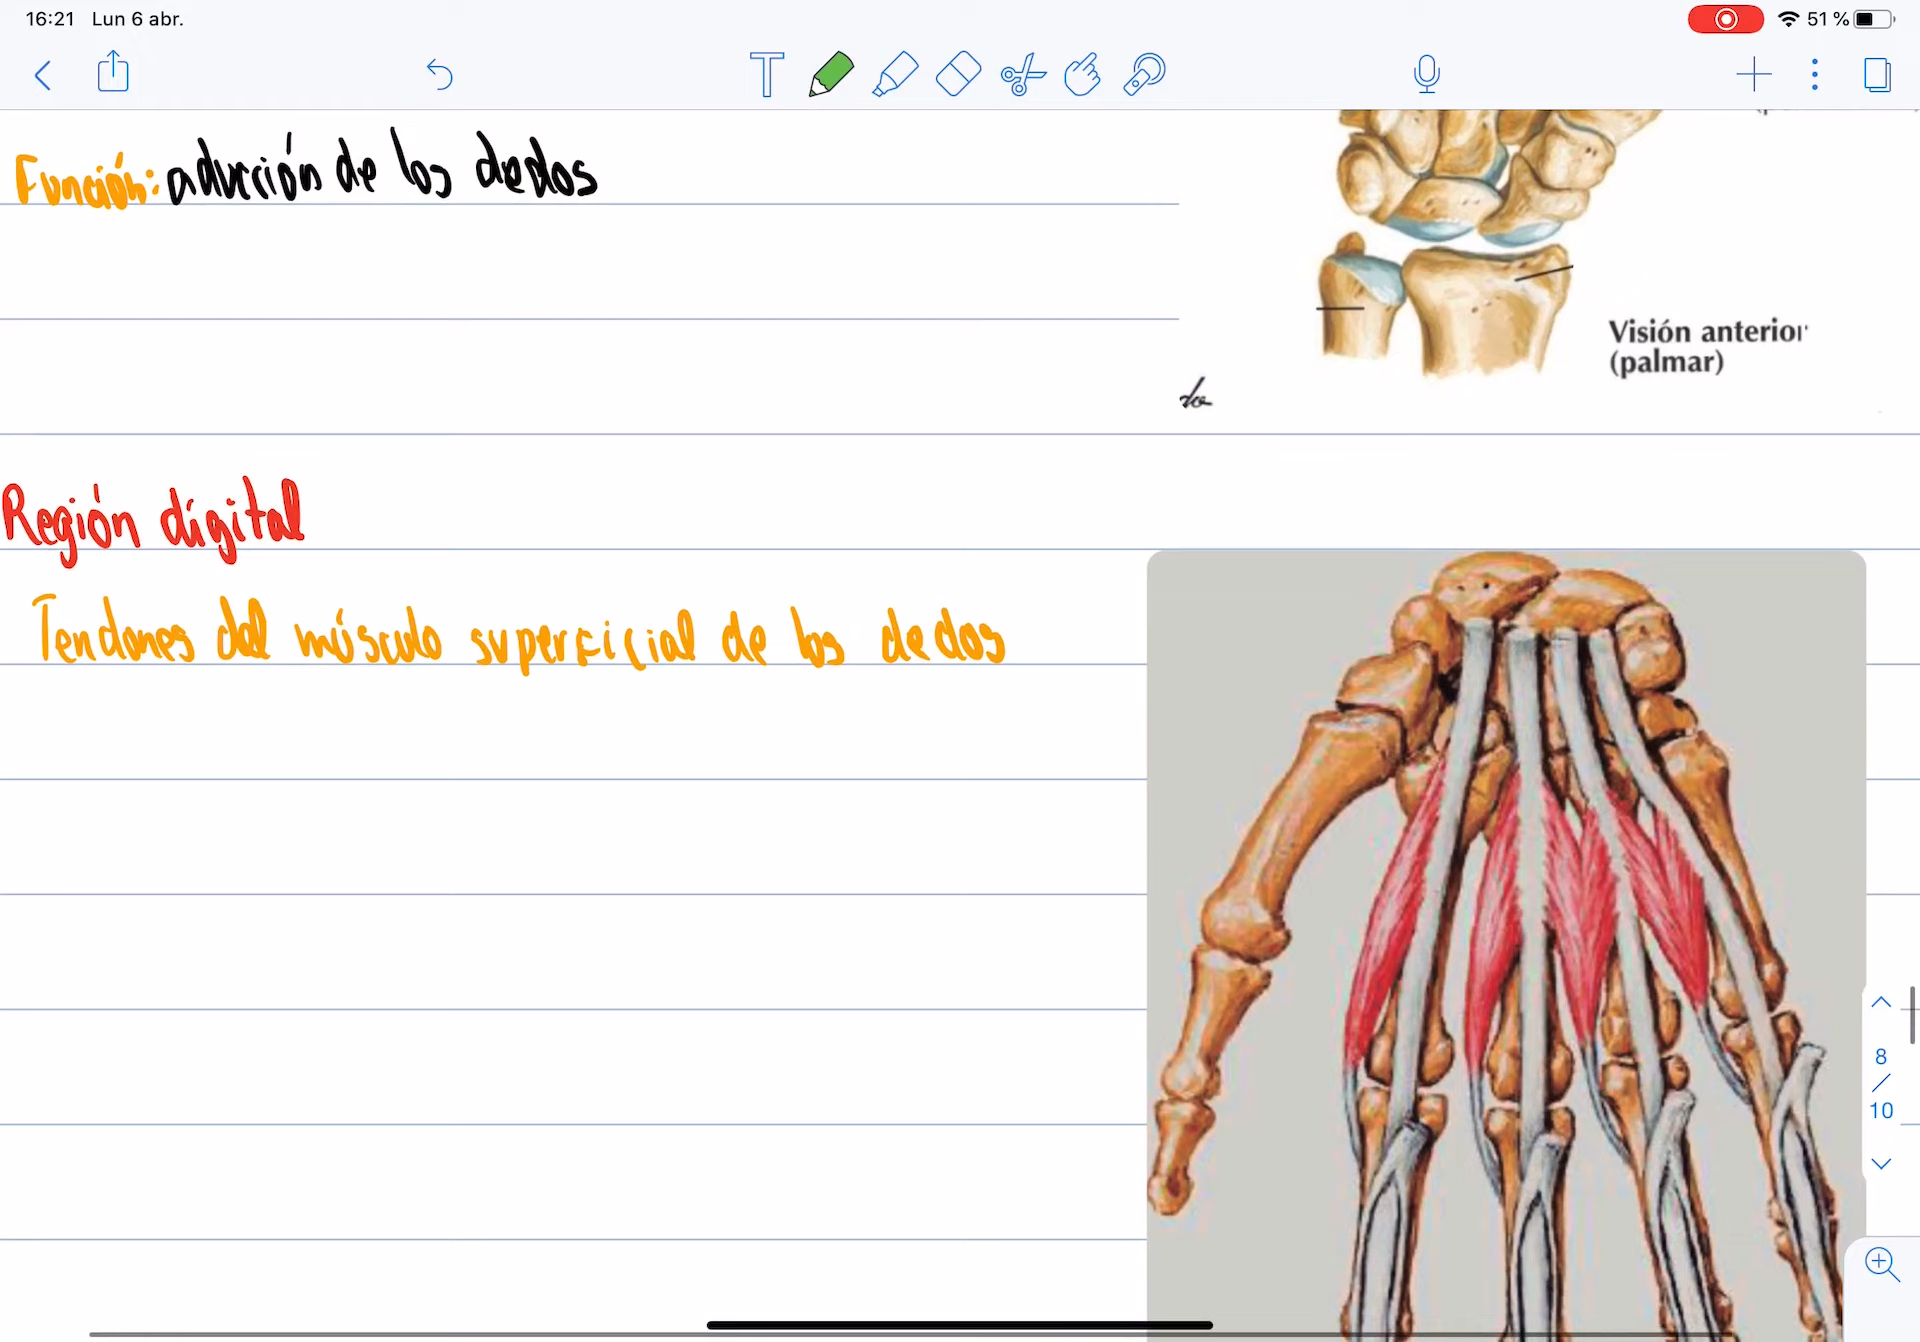 16:21 Lun 6 abr.
51 %
T
Función: aducción de los dedos
Visión anterior
(palmar)
Región digital
Tendones del músculo superficial de los dedos
8
/
10